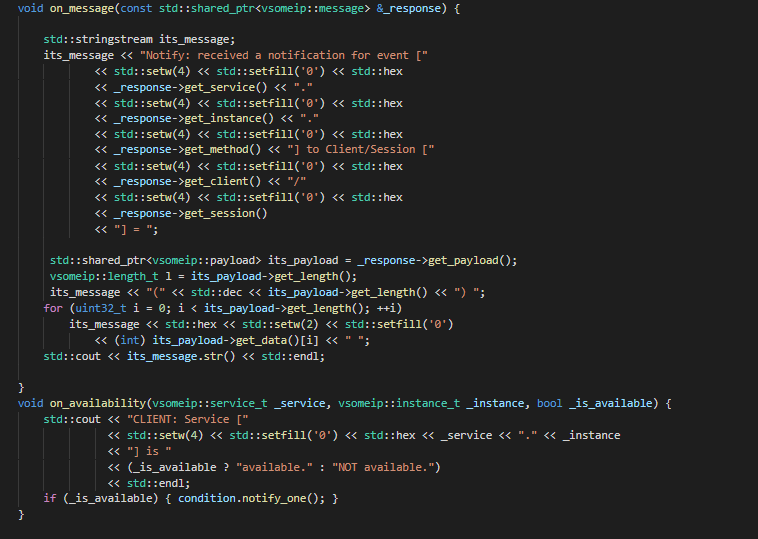 void on_message(const std::shared_ptr<vsomeip::message> &_response) {
std::stringstream its_message;
its_message << "Notify: received a notification for event ["
<< std::setw(4) << std::setfill('0') << std::hex
<< _response->get_service() << "."
<< std::setw(4) << std::setfill('0') << std::hex
<< _response->get_instance() << "."
<< std::setw(4) << std::setfill('0') << std::hex
<< _response->get_method() << "] to Client/Session ["
<< std::setw(4) << std::setfill('0') << std::hex
<< _response->get_client() << "/"
<< std::setw(4) << std::setfill('0') << std::hex
<< _response->get_session()
<< "] = ";
std::shared_ptr<vsomeip::payload> its_payload = _response->get_payload();
vsomeip::length_t l = its_payload->get_length();
its_message << "(" << std::dec << its_payload->get_length() << ") ";
for (uint32_t i = 0; i < its_payload->get_length(); ++i)
its_message << std::hex << std::setw(2) << std::setfill('0')
<< (int) its_payload->get_data()[i] << " ";
std::cout << its_message.str() << std::endl;
}
void on_availability(vsomeip::service_t _service, vsomeip::instance_t _instance, bool _is_available) {
std::cout << "CLIENT: Service ["
<< std::setw(4) << std::setfill('0') << std::hex << _service << "." << _instance
<< "] is "
<< (_is_available ? "available." : "NOT available.")
<< std::endl;
if (_is_available) { condition.notify_one(); }
}